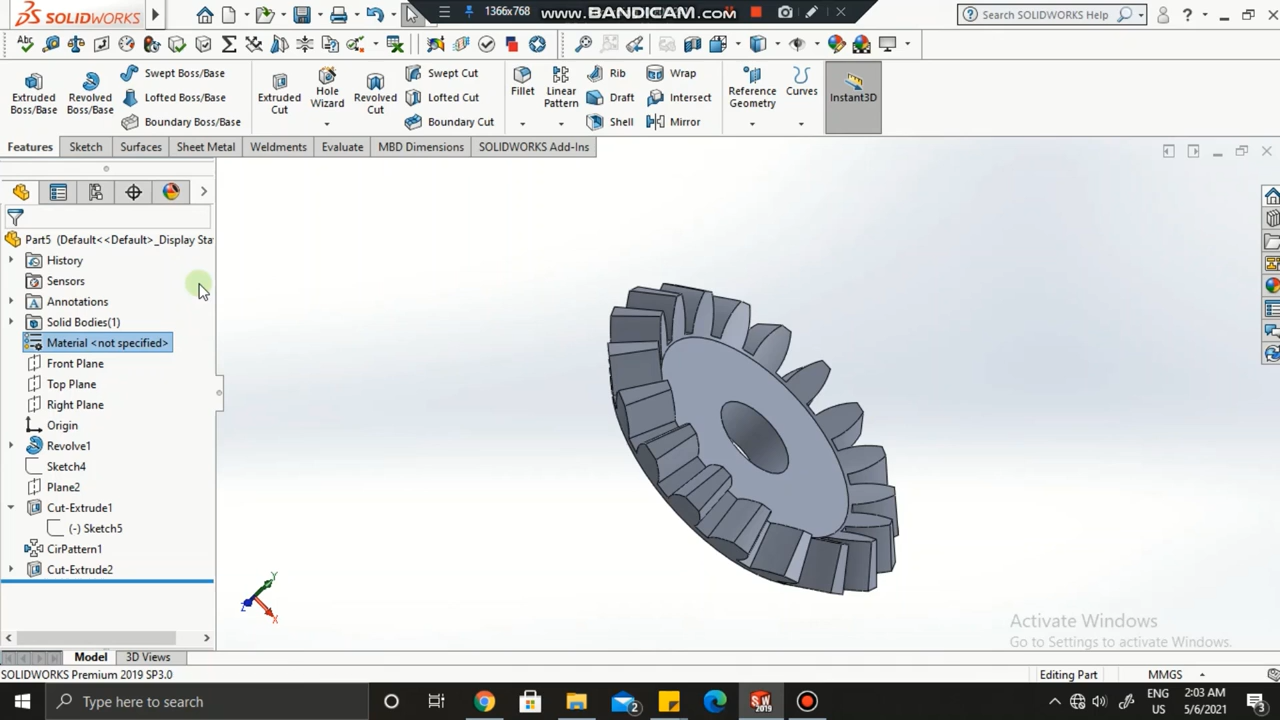 SOLIDWORKS
1366x768
www.BANDICAM.com
Search SOLIDWORKS Help
Extruded Boss/Base
Revolved Boss/Base
Swept Boss/Base
Lofted Boss/Base
Boundary Boss/Base
Extruded Cut
Hole Wizard
Revolved Cut
Swept Cut
Lofted Cut
Boundary Cut
Fillet
Linear Pattern
Rib
Draft
Shell
Wrap
Intersect
Mirror
Reference Geometry
Curves
Instant3D
Features
Sketch
Surfaces
Sheet Metal
Weldments
Evaluate
MBD Dimensions
SOLIDWORKS Add-Ins
Part5 (Default<<Default>_Display Sta
History
Sensors
Annotations
Solid Bodies(1)
Material <not specified>
Front Plane
Top Plane
Right Plane
Origin
Revolve1
Sketch4
Plane2
Cut-Extrude1
(-) Sketch5
CirPattern1
Cut-Extrude2
Y
Z
X
Activate Windows
Go to Settings to activate Windows.
Model
3D Views
SOLIDWORKS Premium 2019 SP3.0
Editing Part
MMGS
Type here to search
2
SW
2019
ENG
US
2:03 AM
5/6/2021
3